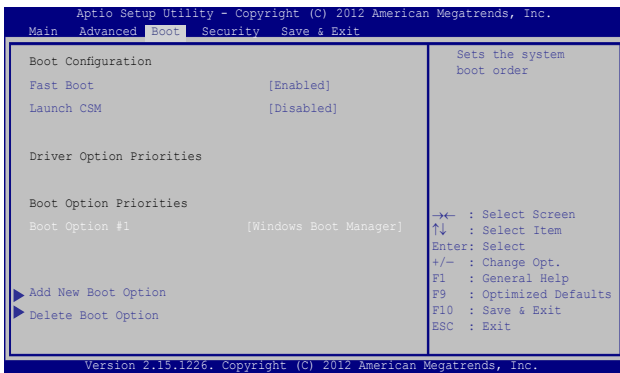 Aptio Setup Utility - Copyright (C) 2012 American Megatrends, Inc.
Main Advanced Boot Security Save & Exit
Boot Configuration
Fast Boot [Enabled]
Launch CSM [Disabled]
Driver Option Priorities
Boot Option Priorities
Boot Option #1 [Windows Boot Manager]
Add New Boot Option
Delete Boot Option
Sets the system
boot order
→← : Select Screen
↑↓ : Select Item
Enter: Select
+/− : Change Opt.
F1 : General Help
F9 : Optimized Defaults
F10 : Save & Exit
ESC : Exit
Version 2.15.1226. Copyright (C) 2012 American Megatrends, Inc.